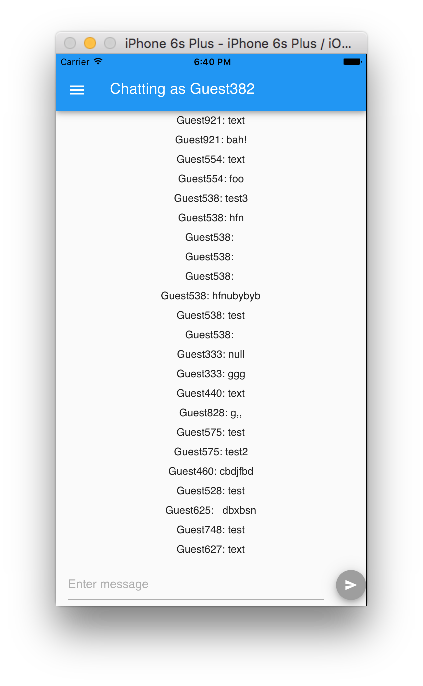 iPhone 6s Plus - iPhone 6s Plus / iO...
Carrier 6:40 PM
Chatting as Guest382
Guest921: text
Guest921: bah!
Guest554: text
Guest554: foo
Guest538: test3
Guest538: hfn
Guest538:
Guest538:
Guest538:
Guest538: hfnubybyb
Guest538: test
Guest538:
Guest333: null
Guest333: ggg
Guest440: text
Guest828: g,,
Guest575: test
Guest575: test2
Guest460: cbdjfbd
Guest528: test
Guest625:   dbxbsn
Guest748: test
Guest627: text
Enter message